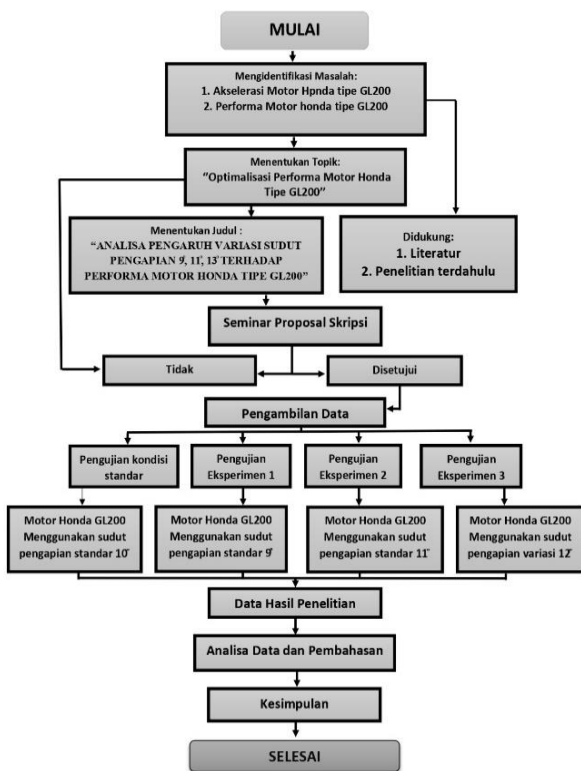 MULAI
Mengidentifikasi Masalah:
1. Akselerasi Motor Hpnda tipe GL200
2. Performa Motor honda tipe GL200
Menentukan Topik:
"Optimalisasi Performa Motor Honda
Tipe GL200"
Menentukan Judul :
"ANALISA PENGARUH VARIASI SUDUT
PENGAPIAN 9°, 11°, 13° TERHADAP
PERFORMA MOTOR HONDA TIPE GL200"
Didukung:
1. Literatur
2. Penelitian terdahulu
Seminar Proposal Skripsi
Tidak
Disetujui
Pengambilan Data
Pengujian kondisi
standar
Pengujian
Eksperimen 1
Pengujian
Eksperimen 2
Pengujian
Eksperimen 3
Motor Honda GL200
Menggunakan sudut
pengapian standar 10°
Motor Honda GL200
Menggunakan sudut
pengapian standar 9°
Motor Honda GL200
Menggunakan sudut
pengapian standar 11°
Motor Honda GL200
Menggunakan sudut
pengapian variasi 12°
Data Hasil Penelitian
Analisa Data dan Pembahasan
Kesimpulan
SELESAI